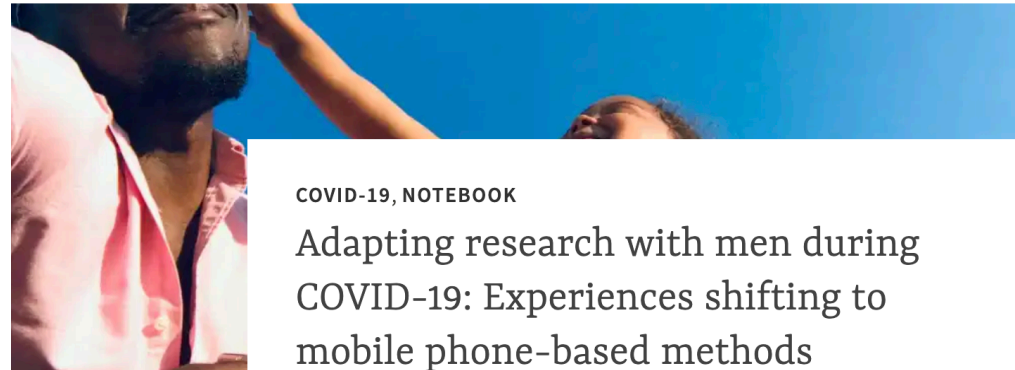 COVID-19, NOTEBOOK
Adapting research with men during
COVID-19: Experiences shifting to
mobile phone-based methods